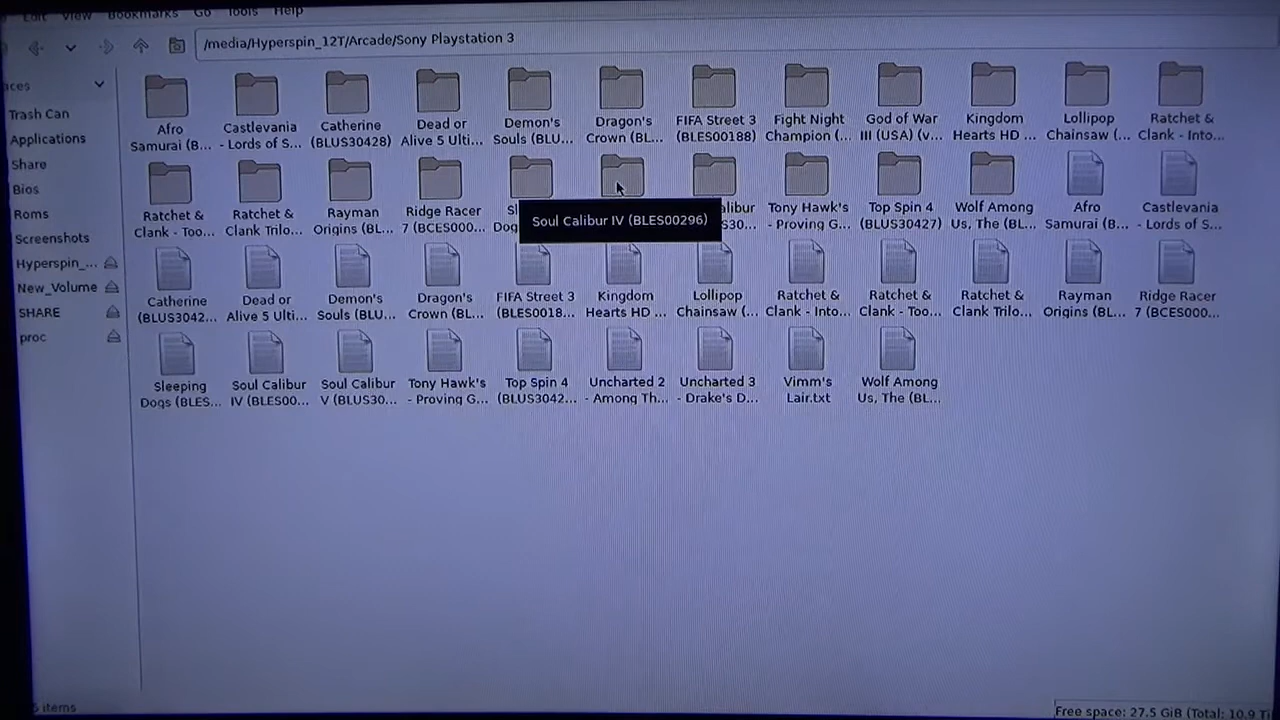 Edit View Bookmarks Go Tools Help
/media/Hyperspin_12T/Arcade/Sony Playstation 3
Trash Can
Applications
Share
Bios
Roms
Screenshots
Hyperspin_...
New_Volume
SHARE
proc
Afro
Samurai (B...
Castlevania
- Lords of S...
Catherine
(BLUS30428)
Dead or
Alive 5 Ulti...
Demon's
Souls (BLU...
Dragon's
Crown (BL...
FIFA Street 3
(BLES00188)
Fight Night
Champion (...
God of War
III (USA) (v...
Kingdom
Hearts HD ...
Lollipop
Chainsaw (...
Ratchet &
Clank - Into...
Ratchet &
Clank - Too...
Ratchet &
Clank Trilo...
Rayman
Origins (BL...
Ridge Racer
7 (BCES000...
Sl
Dog
Soul Calibur IV (BLES00296)
alibur
S30...
Tony Hawk's
- Proving G...
Top Spin 4
(BLUS30427)
Wolf Among
Us, The (BL...
Afro
Samurai (B...
Castlevania
- Lords of S...
Catherine
(BLUS3042...
Dead or
Alive 5 Ulti...
Demon's
Souls (BLU...
Dragon's
Crown (BL...
FIFA Street 3
(BLES0018...
Kingdom
Hearts HD ...
Lollipop
Chainsaw (...
Ratchet &
Clank - Into...
Ratchet &
Clank - Too...
Ratchet &
Clank Trilo...
Rayman
Origins (BL...
Ridge Racer
7 (BCES000...
Sleeping
Dogs (BLES...
Soul Calibur
IV (BLES00...
Soul Calibur
V (BLUS30...
Tony Hawk's
- Proving G...
Top Spin 4
(BLUS3042...
Uncharted 2
- Among Th...
Uncharted 3
- Drake's D...
Vimm's
Lair.txt
Wolf Among
Us, The (BL...
items
Free space: 27.5 GiB (Total: 10.9